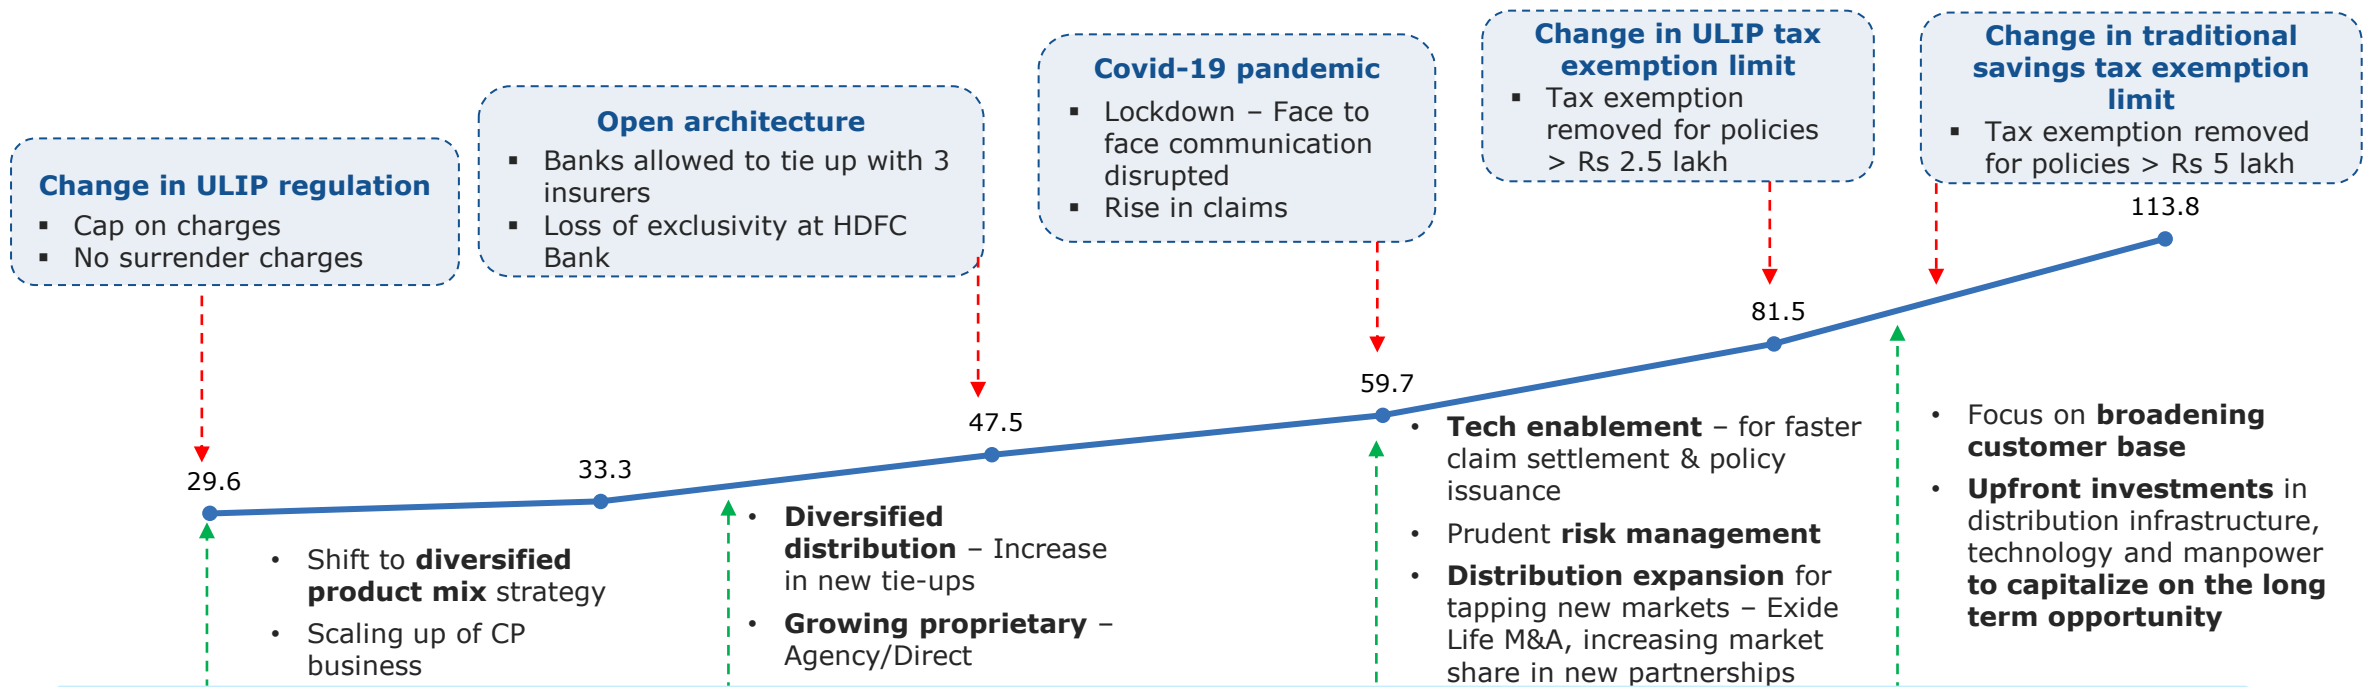 Change in ULIP regulation
▪ Cap on charges
▪ No surrender charges
Open architecture
▪ Banks allowed to tie up with 3
insurers
▪ Loss of exclusivity at HDFC
Bank
Covid-19 pandemic
▪ Lockdown – Face to
face communication
disrupted
▪ Rise in claims
Change in ULIP tax
exemption limit
▪ Tax exemption
removed for policies
> Rs 2.5 lakh
Change in traditional
savings tax exemption
limit
▪ Tax exemption removed
for policies > Rs 5 lakh
29.6
33.3
47.5
59.7
81.5
113.8
• Shift to diversified
product mix strategy
• Scaling up of CP
business
• Diversified
distribution – Increase
in new tie-ups
• Growing proprietary –
Agency/Direct
• Tech enablement – for faster
claim settlement & policy
issuance
• Prudent risk management
• Distribution expansion for
tapping new markets – Exide
Life M&A, increasing market
share in new partnerships
• Focus on broadening
customer base
• Upfront investments in
distribution infrastructure,
technology and manpower
to capitalize on the long
term opportunity